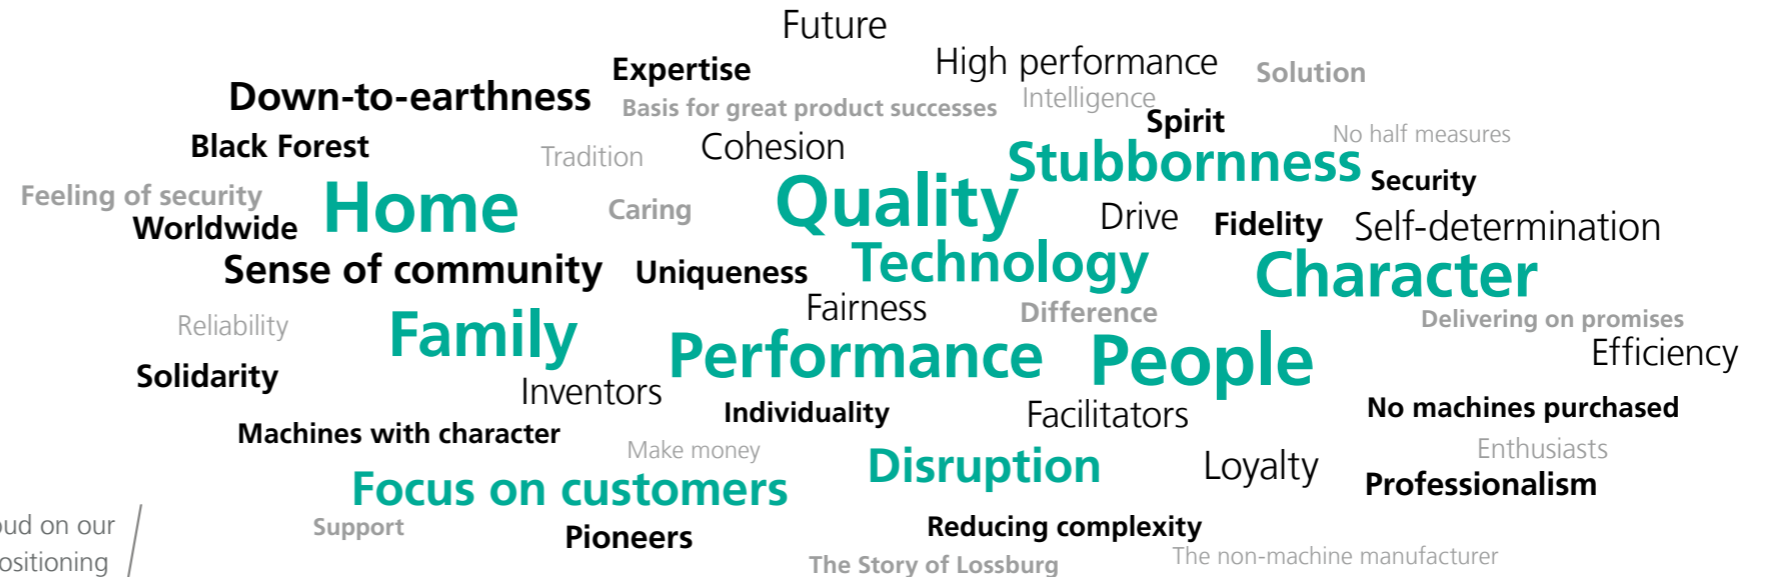 Future
Expertise
High performance
Solution
Down-to-earthness
Basis for great product successes
Intelligence
Spirit
No half measures
Black Forest
Tradition
Cohesion
Stubbornness
Security
Feeling of security
Home
Caring
Quality
Drive
Fidelity
Self-determination
Worldwide
Sense of community
Uniqueness
Technology
Character
Fairness
Difference
Delivering on promises
Reliability
Family
Performance
People
Efficiency
Solidarity
Inventors
Individuality
Facilitators
No machines purchased
Machines with character
Make money
Disruption
Loyalty
Enthusiasts
Professionalism
Focus on customers
Support
Pioneers
Reducing complexity
The Story of Lossburg
The non-machine manufacturer
on our